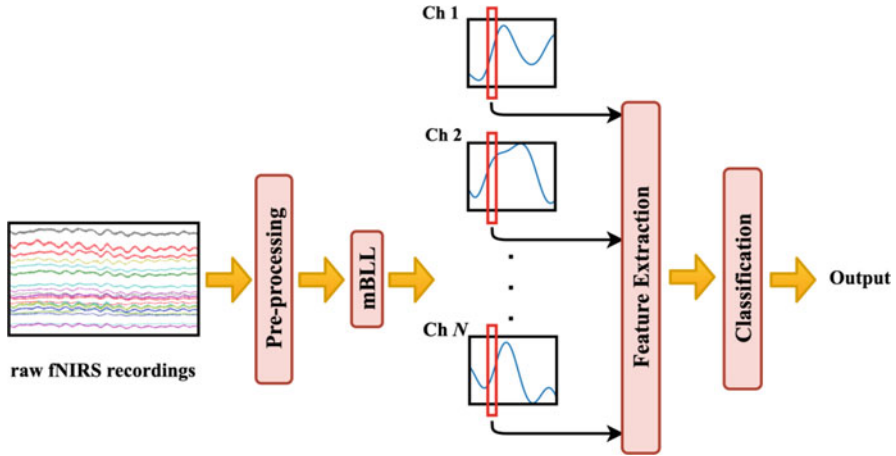 raw fNIRS recordings
Pre-processing
mBLL
Ch 1
Ch 2
Ch N
Feature Extraction
Classification
Output